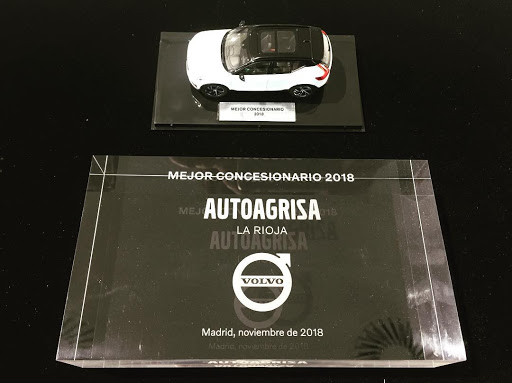 MEJOR CONCESIONARIO
2018
MEJOR CONCESIONARIO 2018
AUTOAGRISA
LA RIOJA
VOLVO
Madrid, noviembre de 2018